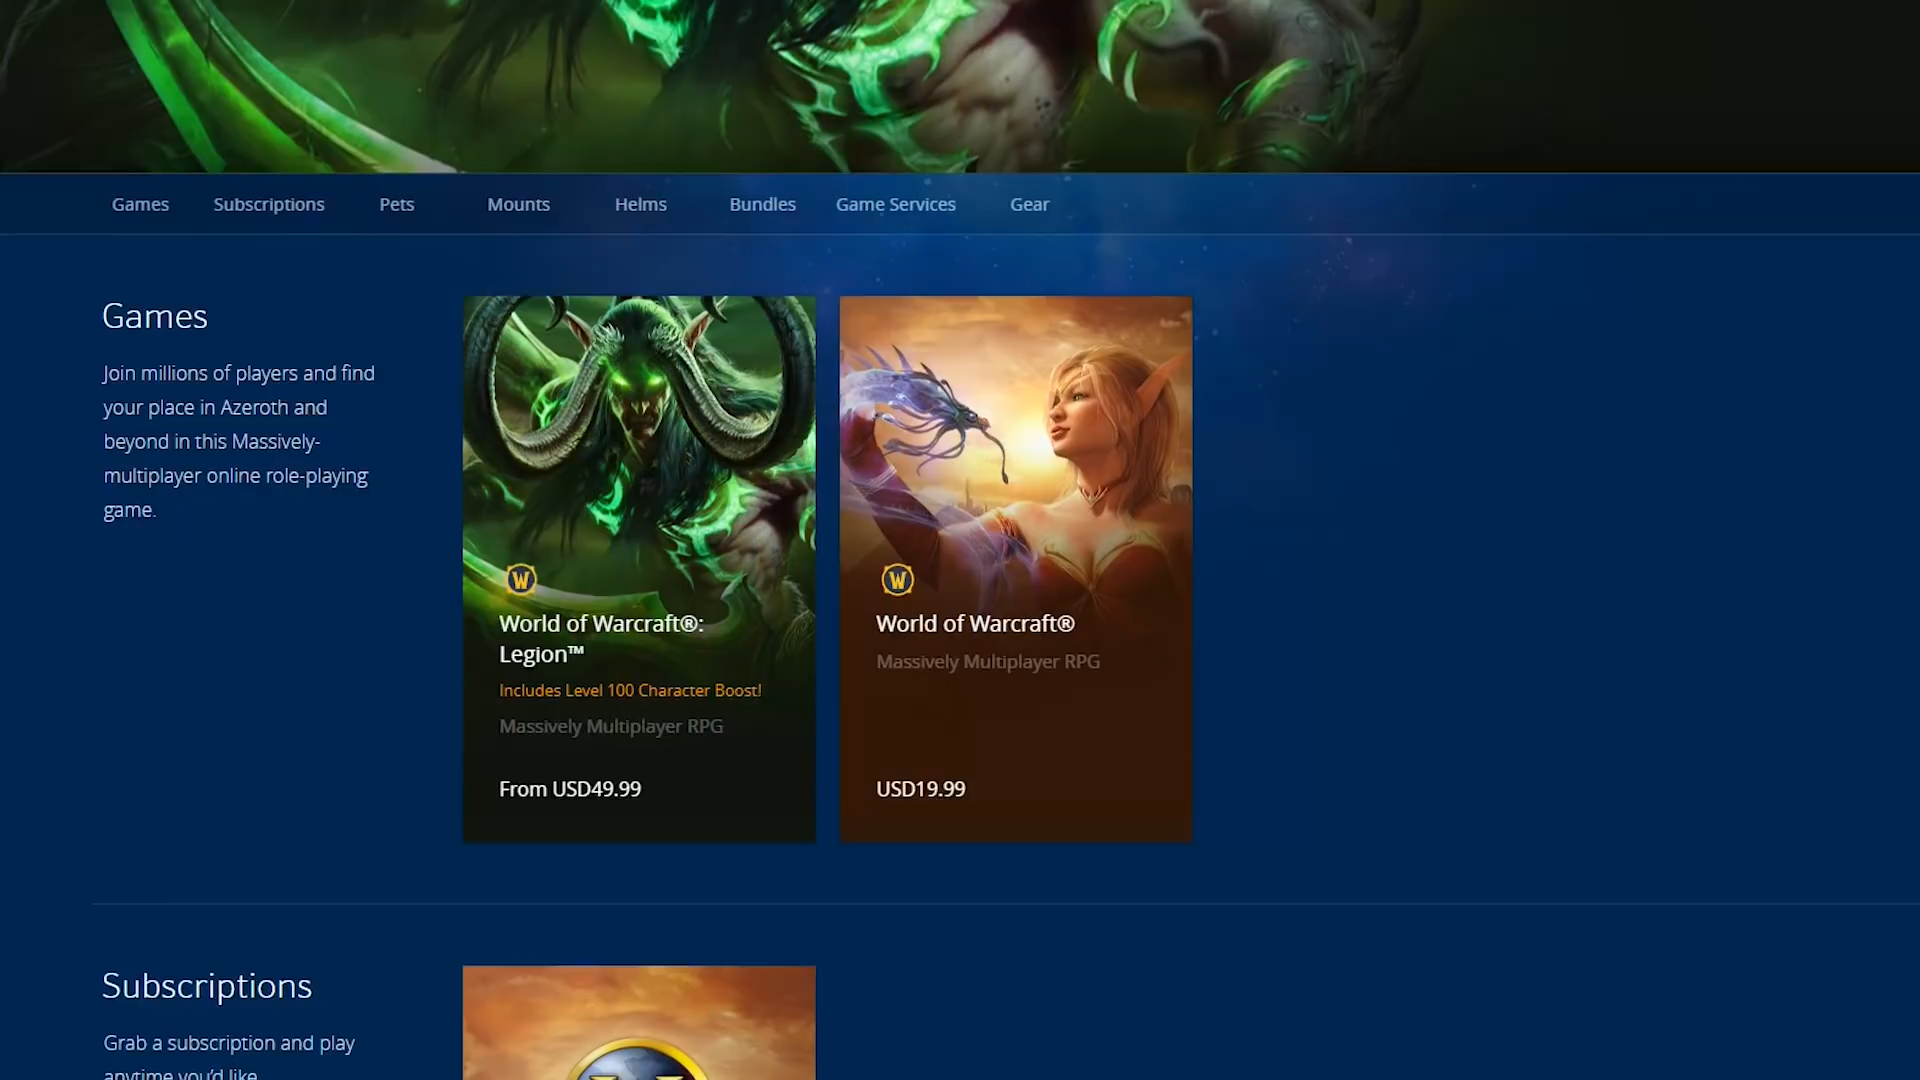 Games Subscriptions Pets Mounts Helms Bundles Game Services Gear
Games
Join millions of players and find
your place in Azeroth and
beyond in this Massively-
multiplayer online role-playing
game.
W
World of Warcraft®:
Legion™
Includes Level 100 Character Boost!
Massively Multiplayer RPG
From USD49.99
W
World of Warcraft®
Massively Multiplayer RPG
USD19.99
Subscriptions
Grab a subscription and play
anytime you'd like